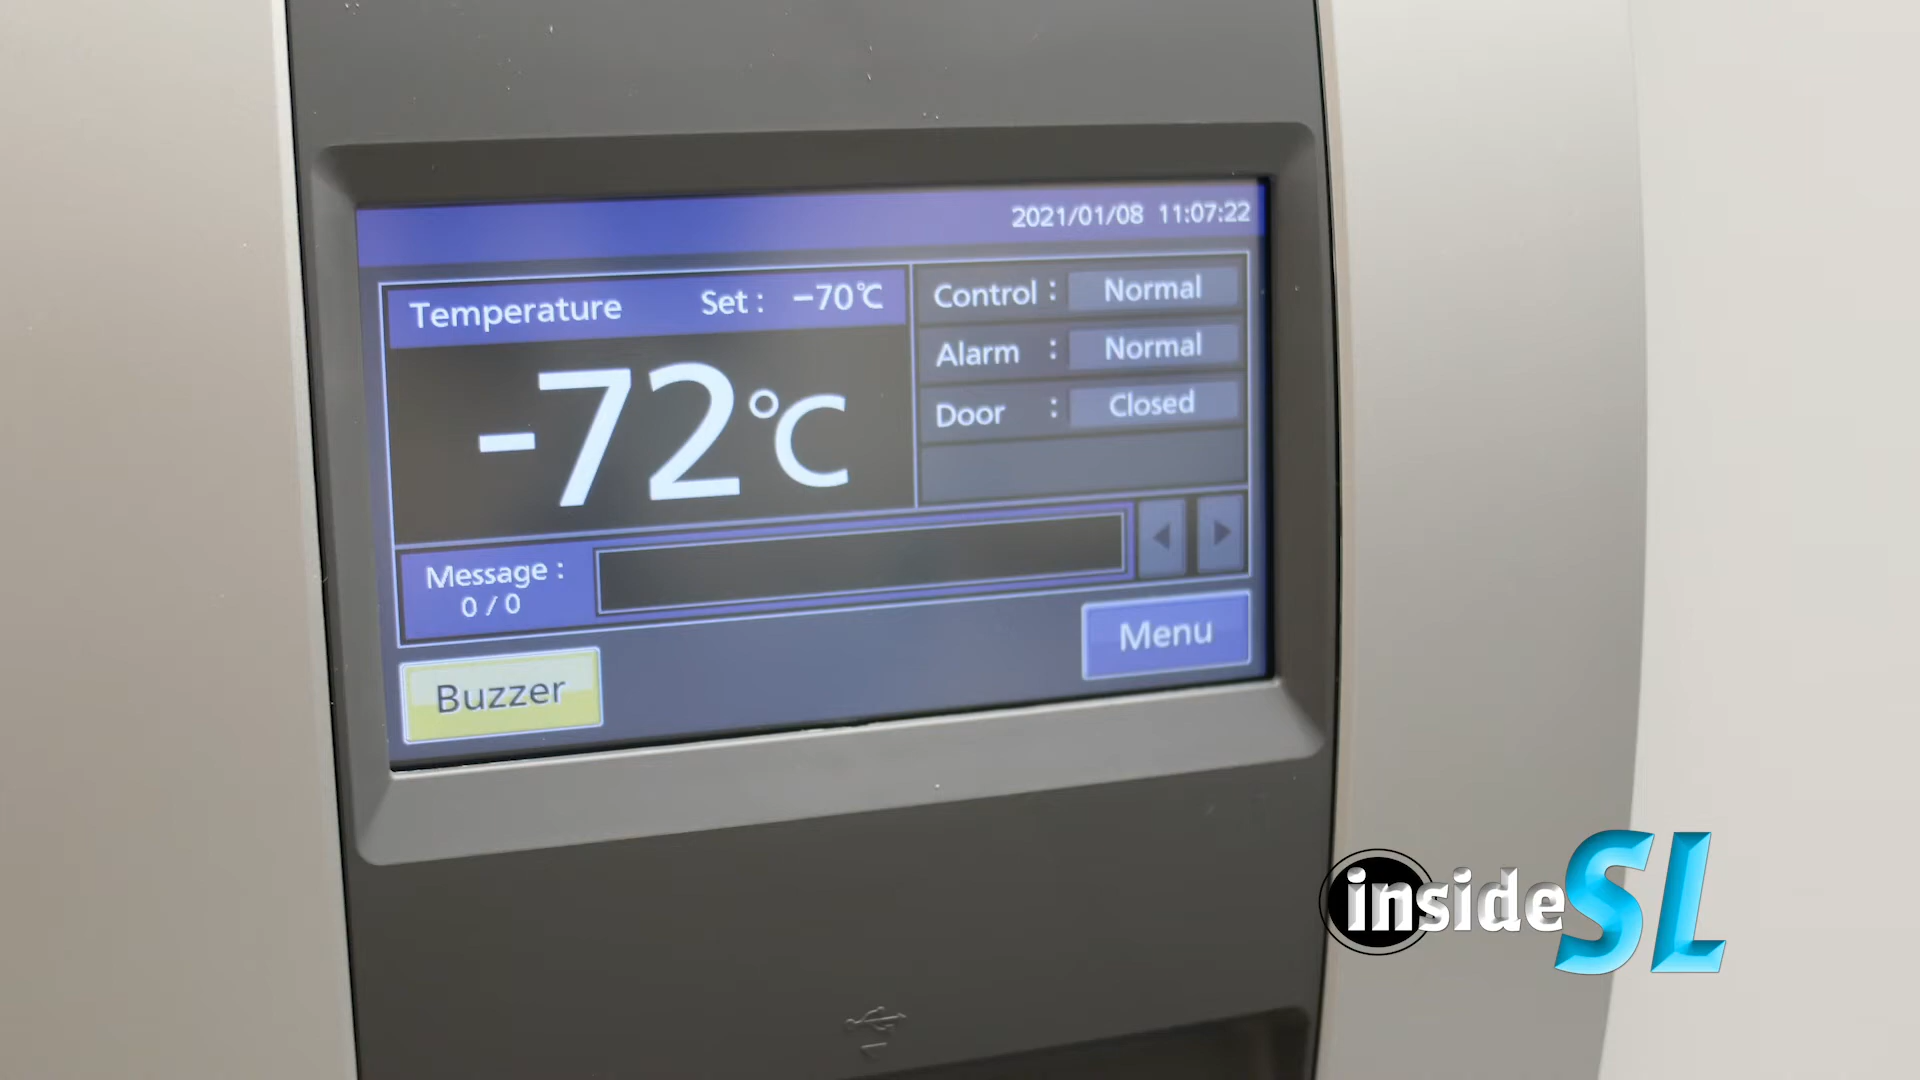 2021/01/08 11:07:22
Temperature Set : -70℃
-72℃
Control : Normal
Alarm : Normal
Door : Closed
Message :
0 / 0
Buzzer
Menu
insideSL